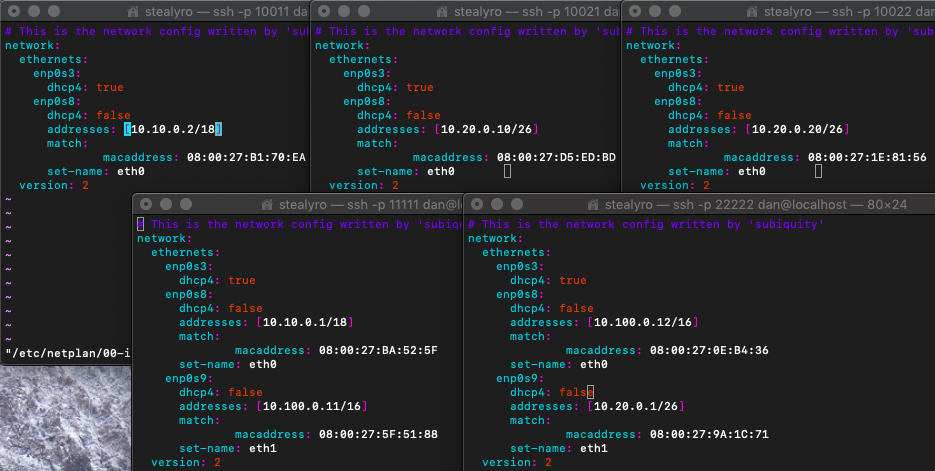 stealyro — ssh -p 10011 dan
# This is the network config written by 'sub
network:
ethernets:
enp0s3:
dhcp4: true
enp0s8:
dhcp4: false
addresses: [10.10.0.2/18]
match:
macaddress: 08:00:27:B1:70:EA
set-name: eth0
version: 2
~
~
~
~
~
~
~
~
~
~
~
"/etc/netplan/00-i
stealyro — ssh -p 10021 dan
# This is the network config written by 'sub
network:
ethernets:
enp0s3:
dhcp4: true
enp0s8:
dhcp4: false
addresses: [10.20.0.10/26]
match:
macaddress: 08:00:27:D5:ED:BD
set-name: eth0
version: 2
stealyro — ssh -p 10022 dan
# This is the network config written by 'sub
network:
ethernets:
enp0s3:
dhcp4: true
enp0s8:
dhcp4: false
addresses: [10.20.0.20/26]
match:
macaddress: 08:00:27:1E:81:56
set-name: eth0
version: 2
stealyro — ssh -p 11111 dan@l
# This is the network config written by 'subiq
network:
ethernets:
enp0s3:
dhcp4: true
enp0s8:
dhcp4: false
addresses: [10.10.0.1/18]
match:
macaddress: 08:00:27:BA:52:5F
set-name: eth0
enp0s9:
dhcp4: false
addresses: [10.100.0.11/16]
match:
macaddress: 08:00:27:5F:51:88
set-name: eth1
version: 2
stealyro — ssh -p 22222 dan@localhost — 80×24
# This is the network config written by 'subiquity'
network:
ethernets:
enp0s3:
dhcp4: true
enp0s8:
dhcp4: false
addresses: [10.100.0.12/16]
match:
macaddress: 08:00:27:0E:B4:36
set-name: eth0
enp0s9:
dhcp4: false
addresses: [10.20.0.1/26]
match:
macaddress: 08:00:27:9A:1C:71
set-name: eth1
version: 2